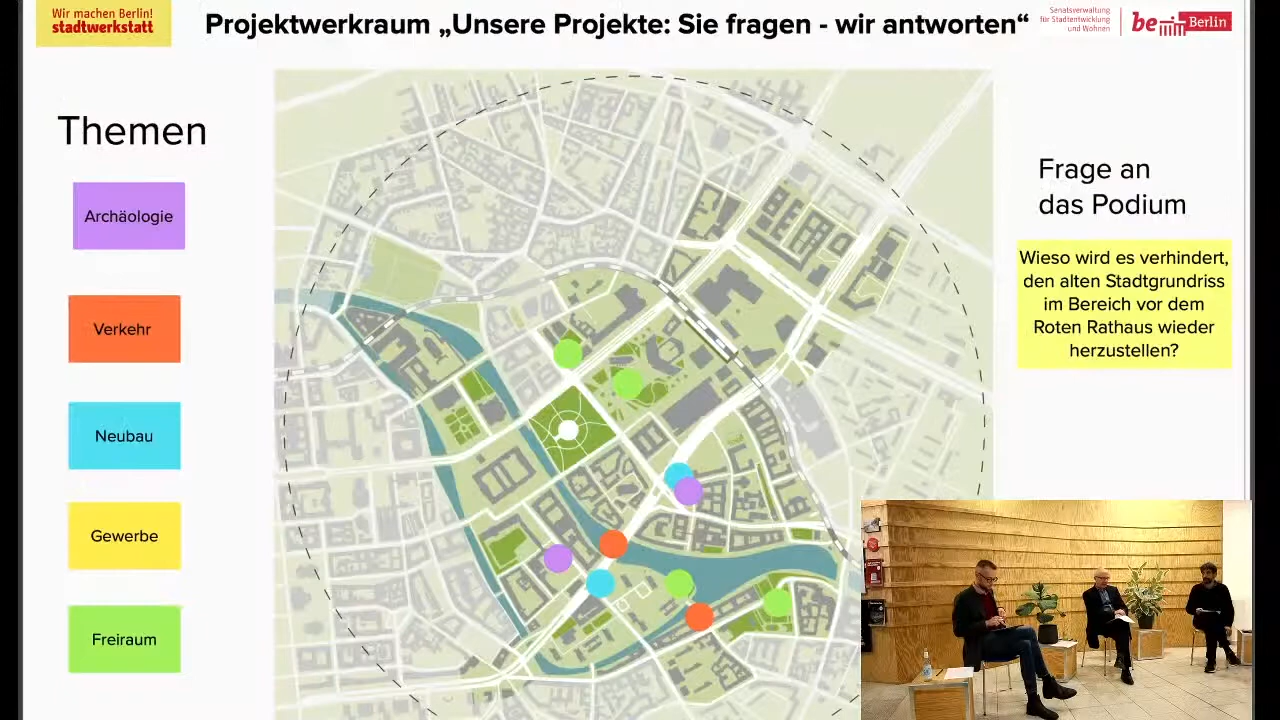 Wir machen Berlin!
stadtwerkstatt
Projektwerkraum „Unsere Projekte: Sie fragen - wir antworten“
Senatsverwaltung
für Stadtentwicklung
und Wohnen
be Berlin
Themen
Archäologie
Verkehr
Neubau
Gewerbe
Freiraum
Frage an
das Podium
Wieso wird es verhindert,
den alten Stadtgrundriss
im Bereich vor dem
Roten Rathaus wieder
herzustellen?